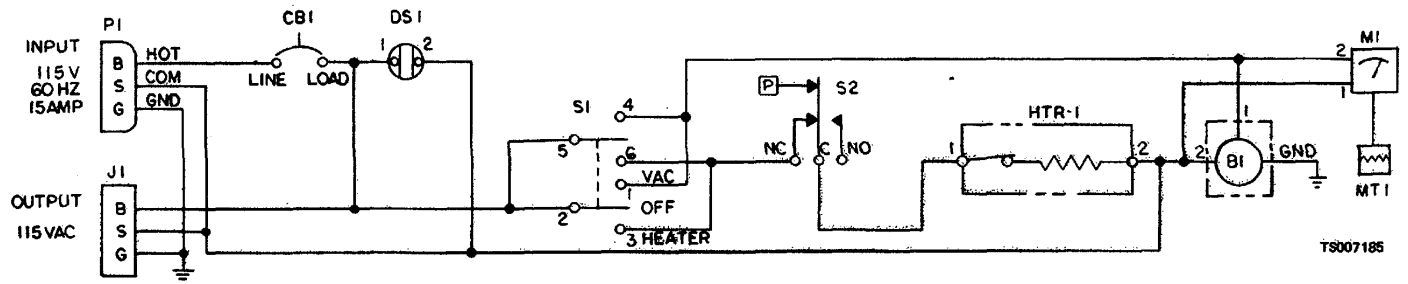 P1
CB1
DS1
INPUT
115V
60 HZ
15AMP
B
HOT
S
COM
G
GND
LINE
LOAD
1
2
J1
OUTPUT
115VAC
B
S
G
S1
4
5
6
VAC
1
OFF
2
3 HEATER
P
S2
NC
C
NO
HTR-1
1
2
M1
2
1
1
2
B1
GND
MT1
TS007185